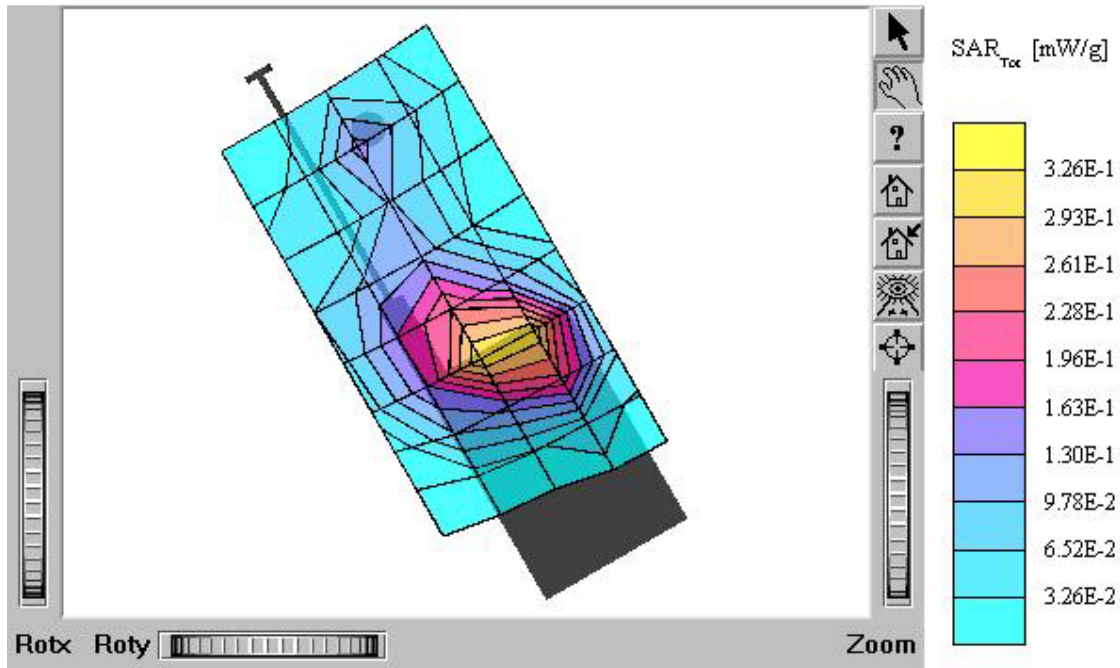 SAR_Tot [mW/g]
?
3.26E-1
2.93E-1
2.61E-1
2.28E-1
1.96E-1
1.63E-1
1.30E-1
9.78E-2
6.52E-2
3.26E-2
Rotx Roty Zoom